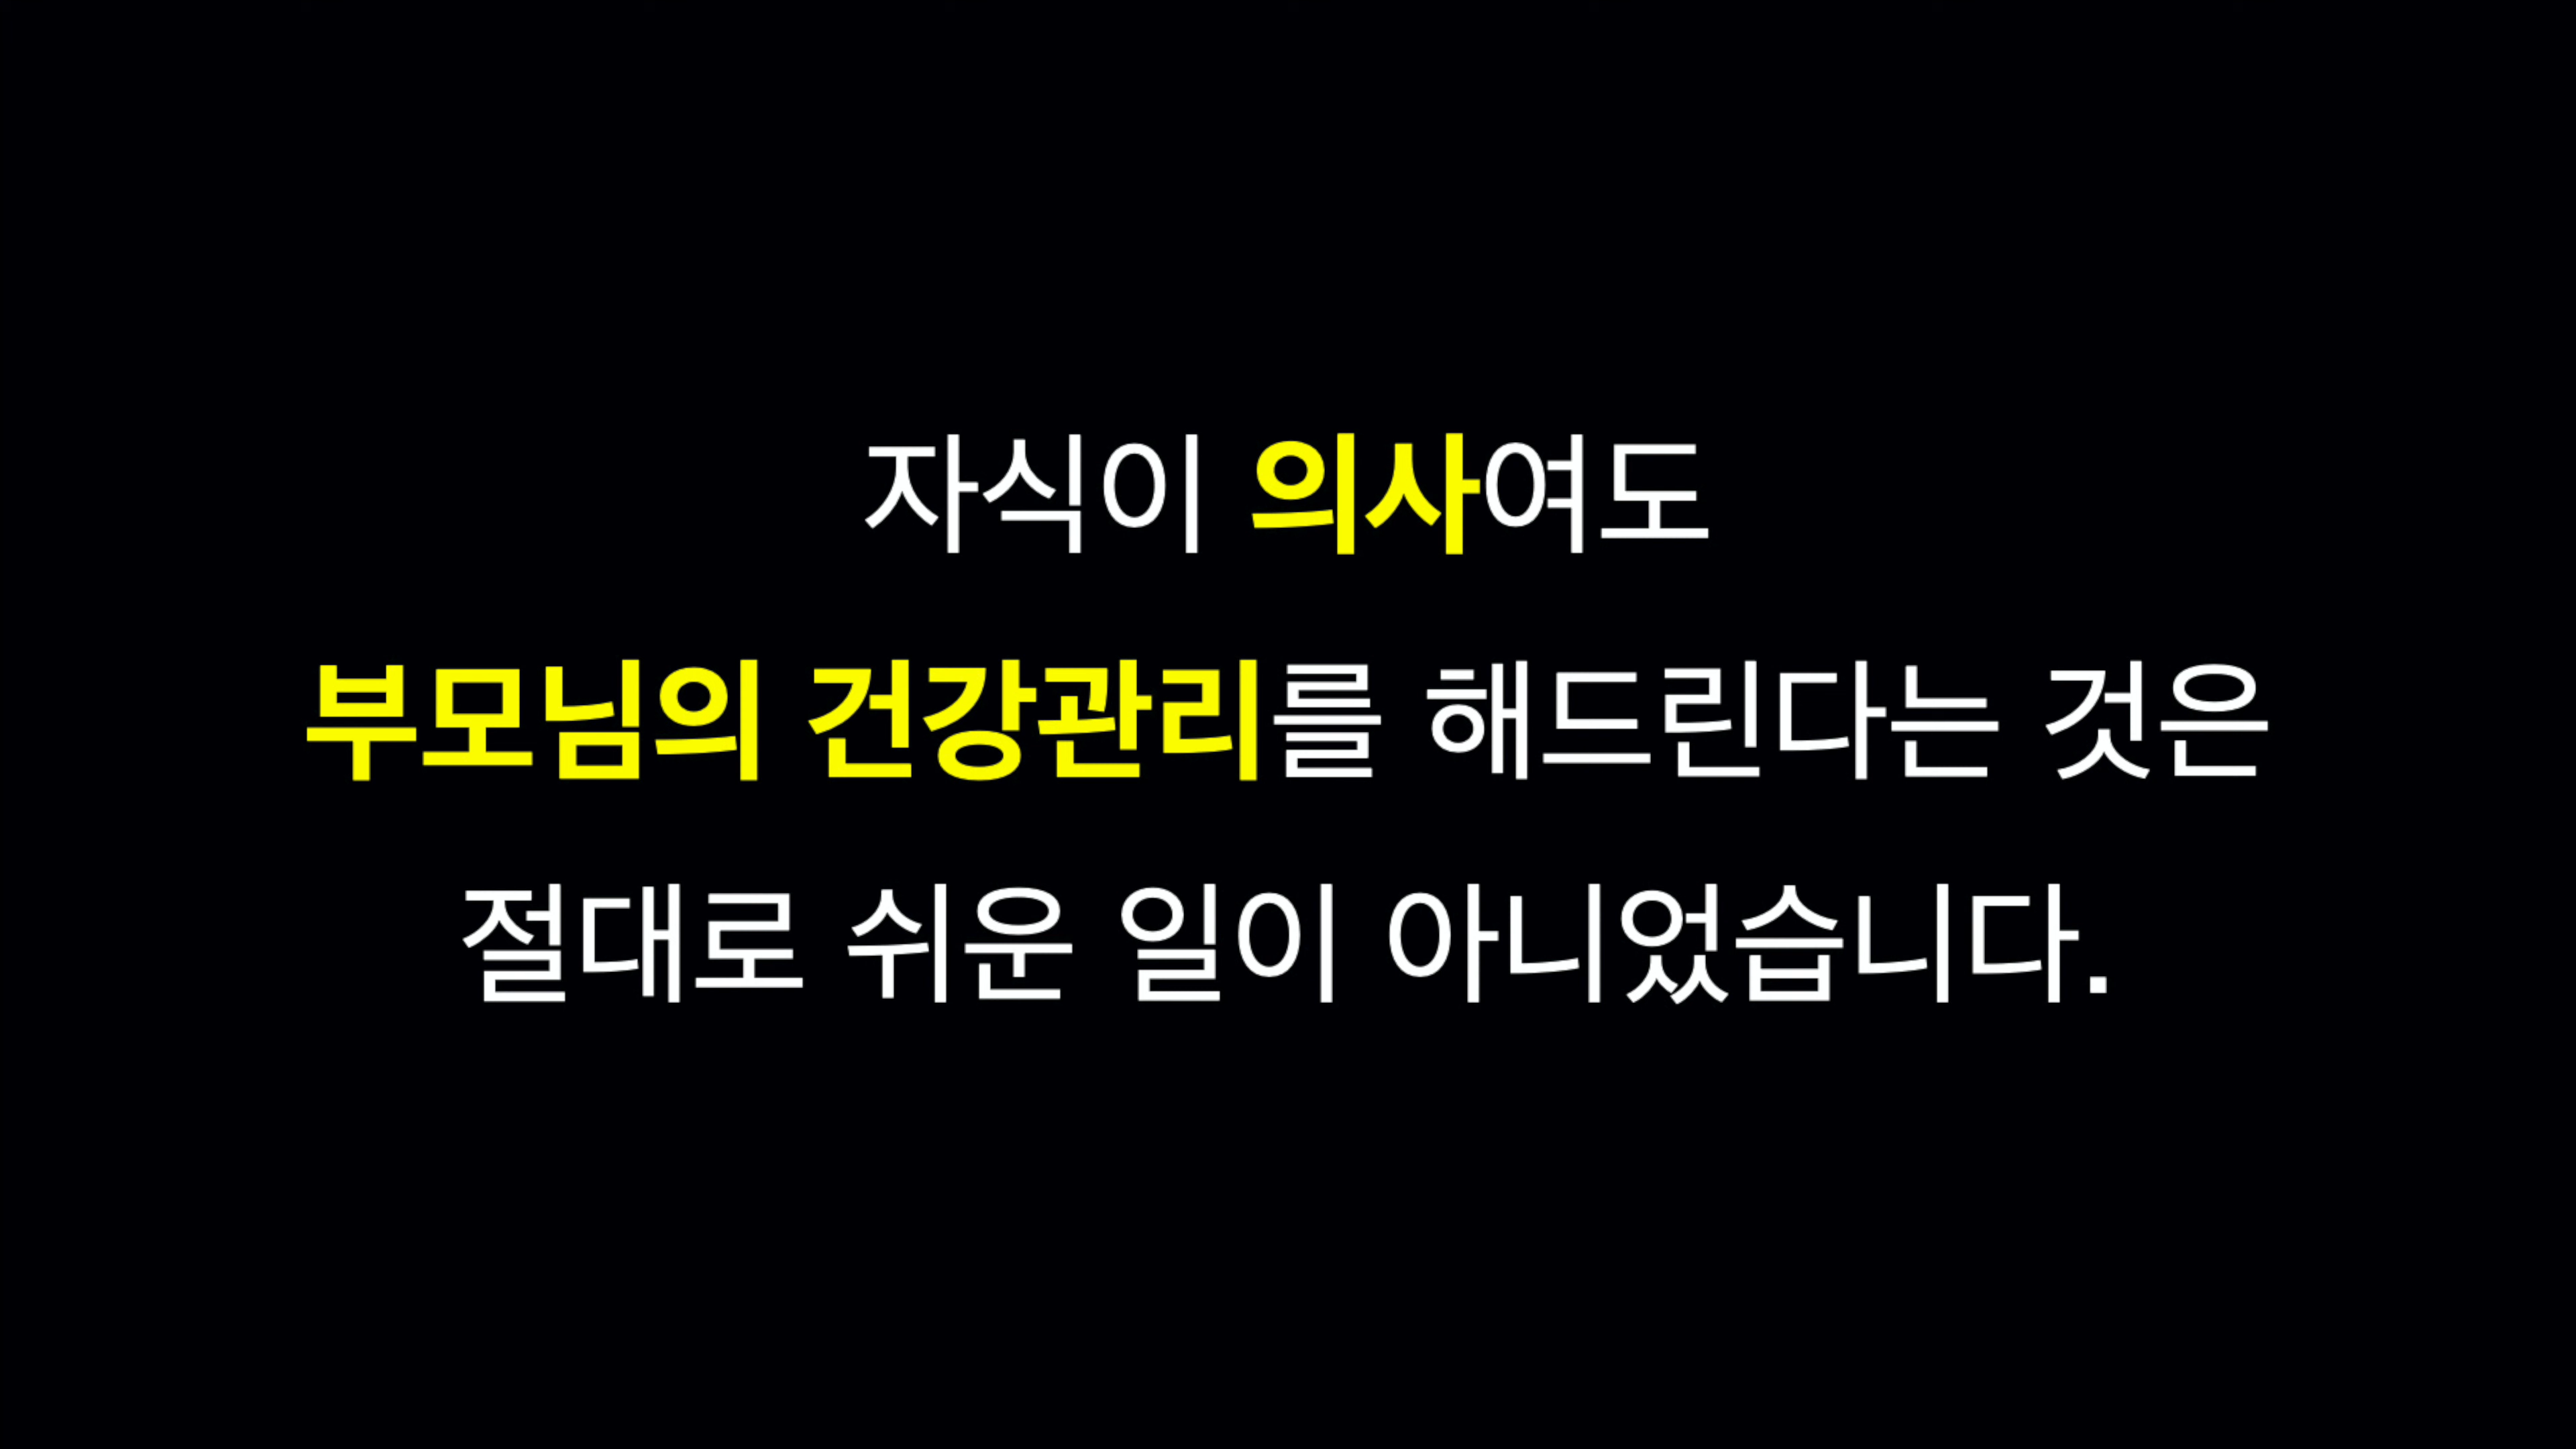 자식이 의사여도
부모님의 건강관리를 해드린다는 것은
절대로 쉬운 일이 아니었습니다.